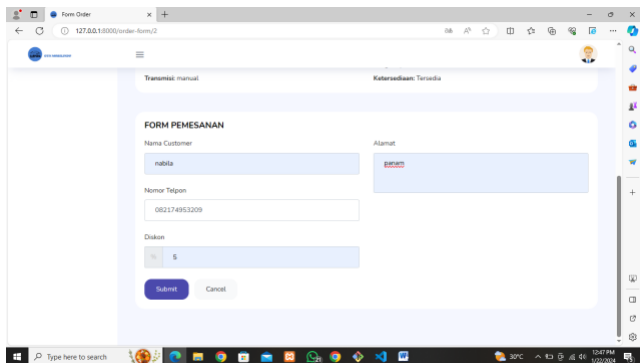 Form Order
127.0.0.1:8000/order-form/2
Transmisi: manual
Ketersediaan: Tersedia
FORM PEMESANAN
Nama Customer
Alamat
nabila
panam
Nomor Telpon
082174953209
Diskon
%
5
Submit
Cancel
Type here to search
30°C
12:47 PM
1/22/2024